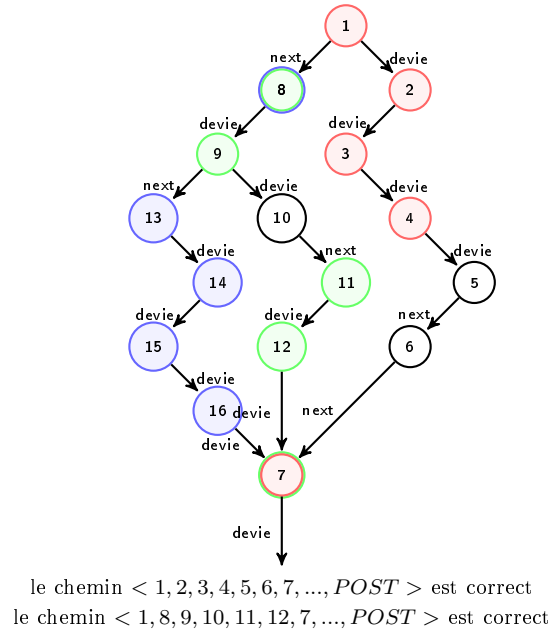 1
next
devie
8
2
devie
devie
9
3
next
devie
devie
13
10
4
devie
next
devie
14
11
5
devie
devie
next
15
12
6
devie
16
devie
next
devie
7
devie
le chemin < 1, 2, 3, 4, 5, 6, 7, ..., POST > est correct
le chemin < 1, 8, 9, 10, 11, 12, 7, ..., POST > est correct